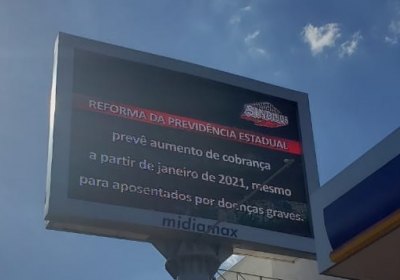 REFORMA DA PREVIDÊNCIA ESTADUAL
prevê aumento de cobrança
a partir de janeiro de 2021, mesmo
para aposentados por doenças graves.
midiamax